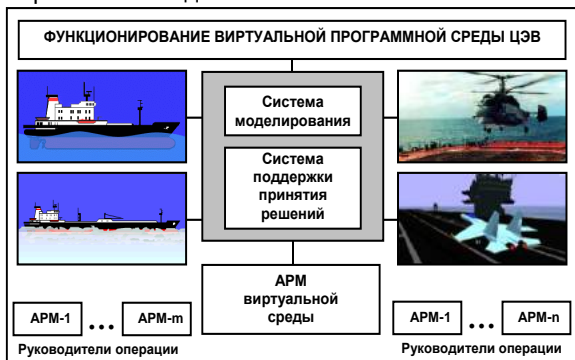 ФУНКЦИОНИРОВАНИЕ ВИРТУАЛЬНОЙ ПРОГРАММНОЙ СРЕДЫ ЦЭВ
Система
моделирования
Система
поддержки
принятия
решений
АРМ
виртуальной
среды
АРМ-1 ... АРМ-m
Руководители операции
АРМ-1 ... АРМ-n
Руководители операции